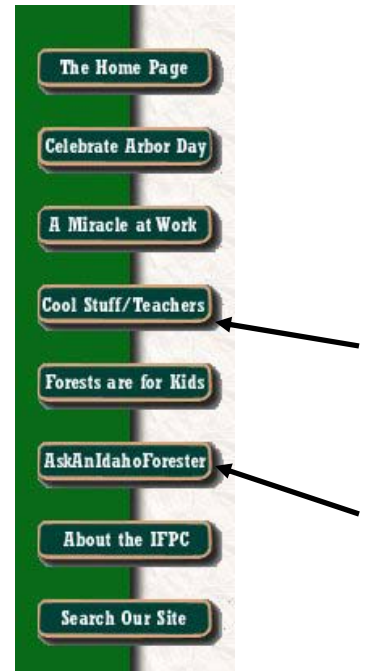 The Home Page
Celebrate Arbor Day
A Miracle at Work
Cool Stuff/Teachers
Forests are for Kids
AskAnIdahoForester
About the IFPC
Search Our Site